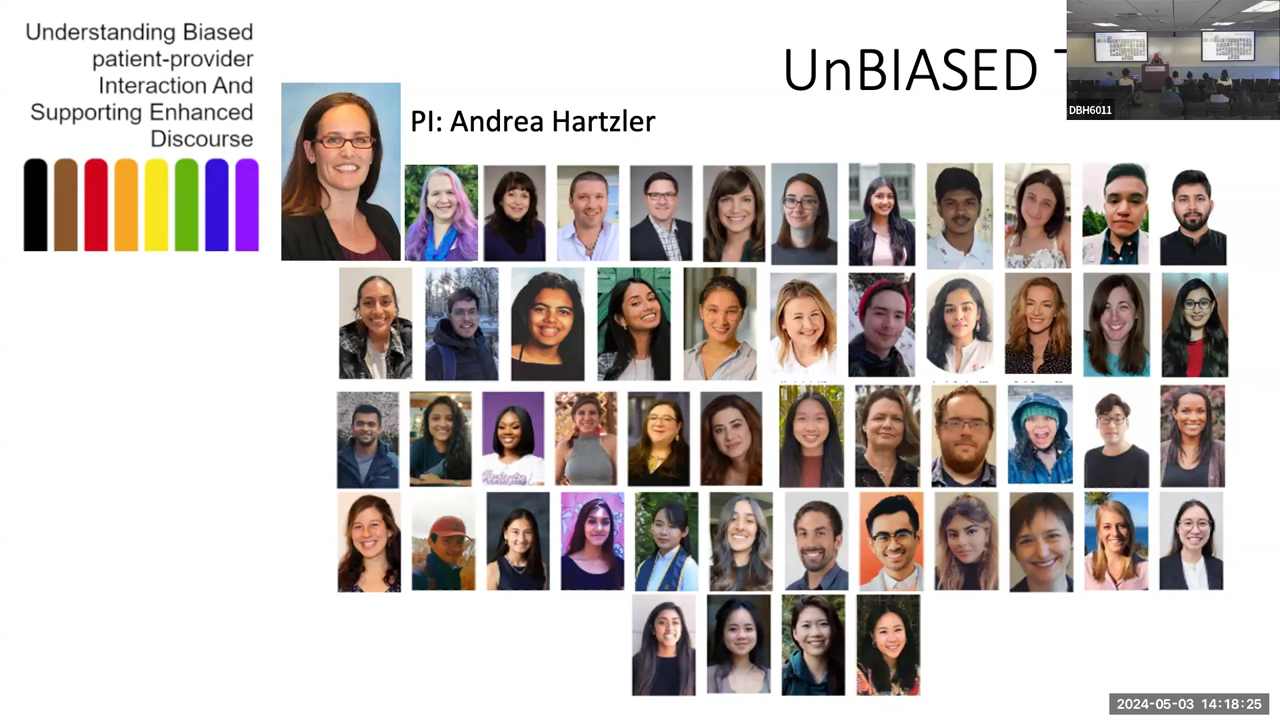 Understanding Biased
patient-provider
Interaction And
Supporting Enhanced
Discourse
UnBIASED
PI: Andrea Hartzler
DBH6011
2024-05-03 14:18:25